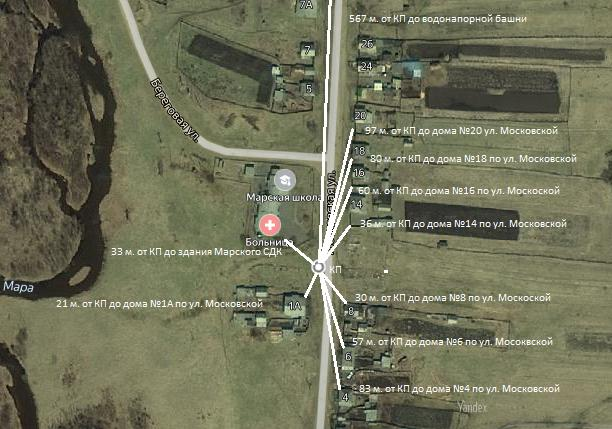 7А
567 м. от КП до водонапорной башни
26
7
24
5
Береговая ул.
20
97 м. от КП до дома №20 ул. Московской
18
80 м. от КП до дома №18 по ул. Московской
16
Марская школа
60 м. от КП до дома №16 по ул. Москоской
14
36 м. от КП до дома №14 по ул. Московской
Больница
33 м. от КП до здания Марского СДК
КП
Мара
21 м. от КП до дома №1А по ул. Московской
1А
30 м. от КП до дома №8 по ул. Москоской
8
57 м. от КП до дома №6 по ул. Мосоквской
6
83 м. от КП до дома №4 по ул. Московской
4
Yandex